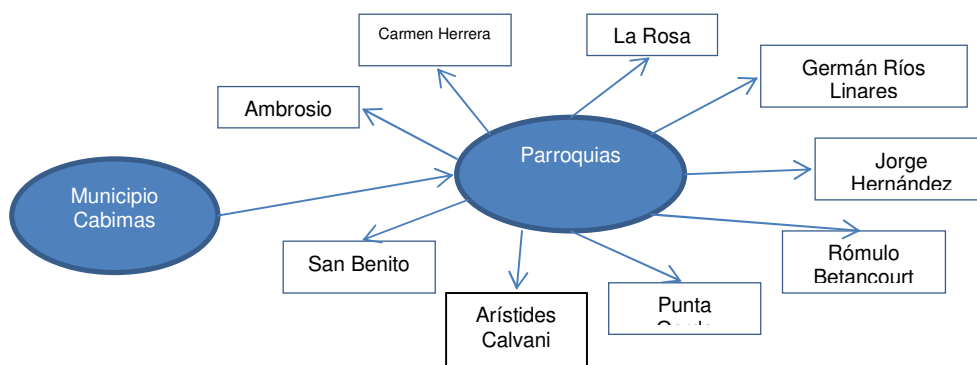 Carmen Herrera
La Rosa
Germán Ríos
Linares
Ambrosio
Parroquias
Jorge
Hernández
Municipio
Cabimas
San Benito
Rómulo
Betancourt
Arístides
Calvani
Punta